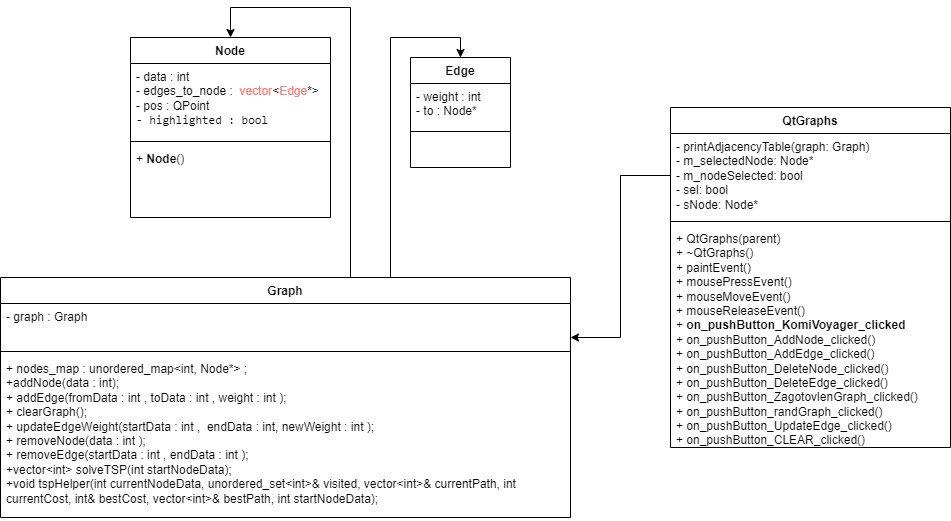 Node
- data : int
- edges_to_node :  vector<Edge*>
- pos : QPoint
- highlighted : bool
+ Node()
Edge
- weight : int
- to : Node*
QtGraphs
- printAdjacencyTable(graph: Graph)
- m_selectedNode: Node*
- m_nodeSelected: bool
- sel: bool
- sNode: Node*
+ QtGraphs(parent)
+ ~QtGraphs()
+ paintEvent()
+ mousePressEvent()
+ mouseMoveEvent()
+ mouseReleaseEvent()
+ on_pushButton_KomiVoyager_clicked
+ on_pushButton_AddNode_clicked()
+ on_pushButton_AddEdge_clicked()
+ on_pushButton_DeleteNode_clicked()
+ on_pushButton_DeleteEdge_clicked()
+ on_pushButton_ZagotovlenGraph_clicked()
+ on_pushButton_randGraph_clicked()
+ on_pushButton_UpdateEdge_clicked()
+ on_pushButton_CLEAR_clicked()
Graph
- graph : Graph
+ nodes_map : unordered_map<int, Node*> ;
+addNode(data : int);
+ addEdge(fromData : int , toData : int , weight : int );
+ clearGraph();
+ updateEdgeWeight(startData : int ,  endData : int, newWeight : int );
+ removeNode(data : int );
+ removeEdge(startData : int , endData : int );
+vector<int> solveTSP(int startNodeData);
+void tspHelper(int currentNodeData, unordered_set<int>& visited, vector<int>& currentPath, int
currentCost, int& bestCost, vector<int>& bestPath, int startNodeData);